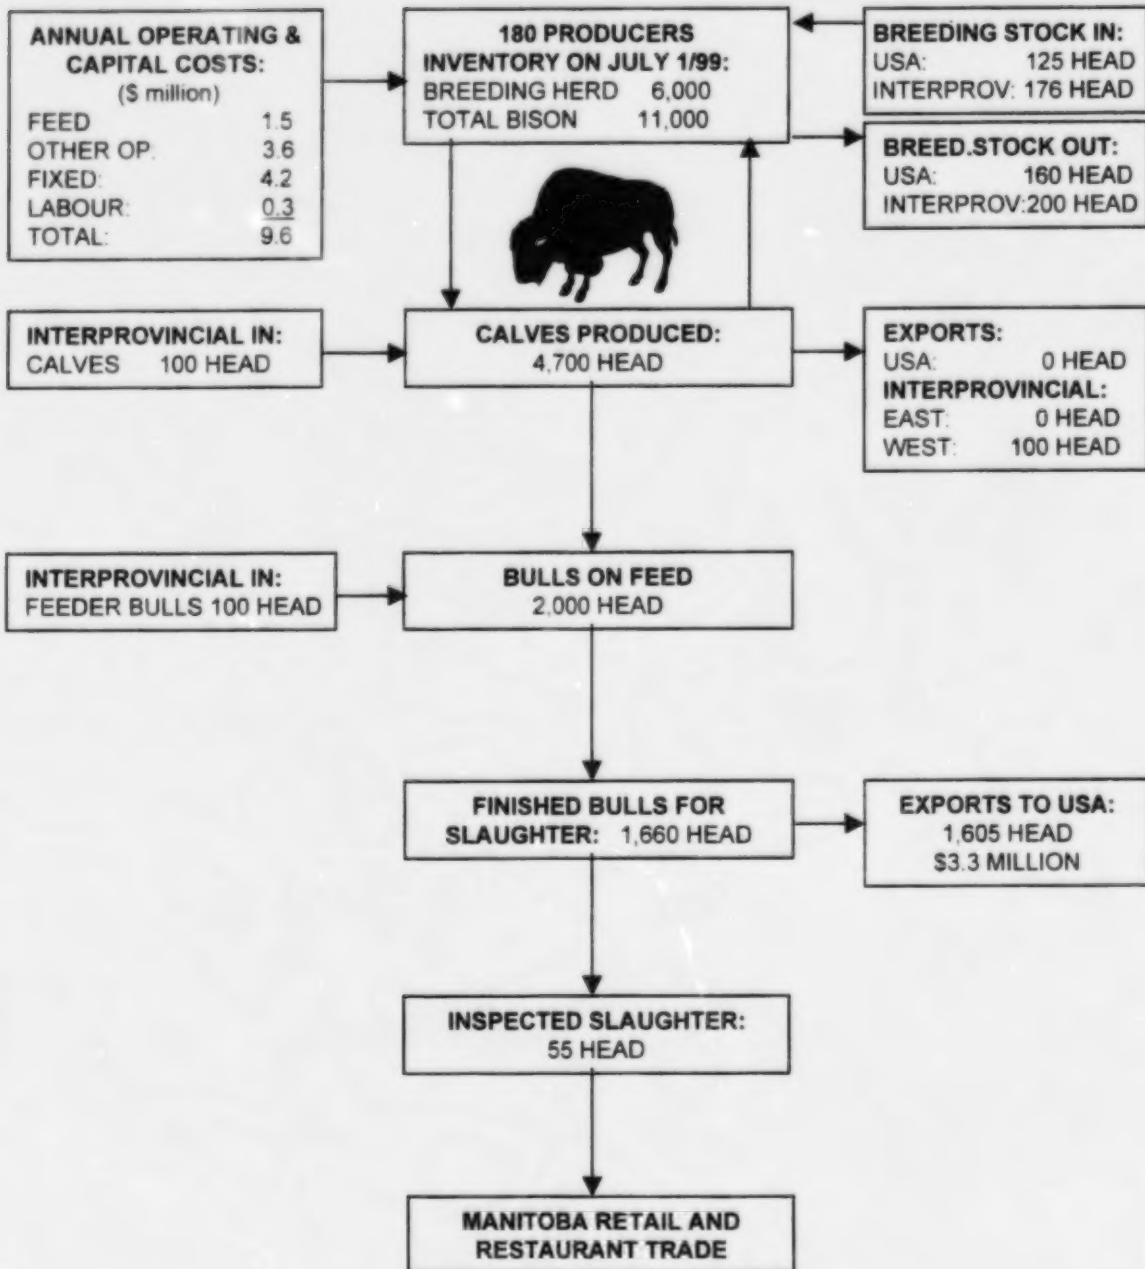 ANNUAL OPERATING &
CAPITAL COSTS:
($ million)
FEED 1.5
OTHER OP: 3.6
FIXED: 4.2
LABOUR: 0.3
TOTAL: 9.6
180 PRODUCERS
INVENTORY ON JULY 1/99:
BREEDING HERD 6,000
TOTAL BISON 11,000
BREEDING STOCK IN:
USA: 125 HEAD
INTERPROV: 176 HEAD
BREED.STOCK OUT:
USA: 160 HEAD
INTERPROV:200 HEAD
INTERPROVINCIAL IN:
CALVES 100 HEAD
CALVES PRODUCED:
4,700 HEAD
EXPORTS:
USA: 0 HEAD
INTERPROVINCIAL:
EAST: 0 HEAD
WEST: 100 HEAD
INTERPROVINCIAL IN:
FEEDER BULLS 100 HEAD
BULLS ON FEED
2,000 HEAD
FINISHED BULLS FOR
SLAUGHTER: 1,660 HEAD
EXPORTS TO USA:
1,605 HEAD
$3.3 MILLION
INSPECTED SLAUGHTER:
55 HEAD
MANITOBA RETAIL AND
RESTAURANT TRADE